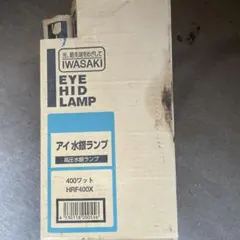 IWASAKI
EYE
HID
LAMP
アイ 水銀ランプ
高圧水銀ランプ
400ワット
HRF400X